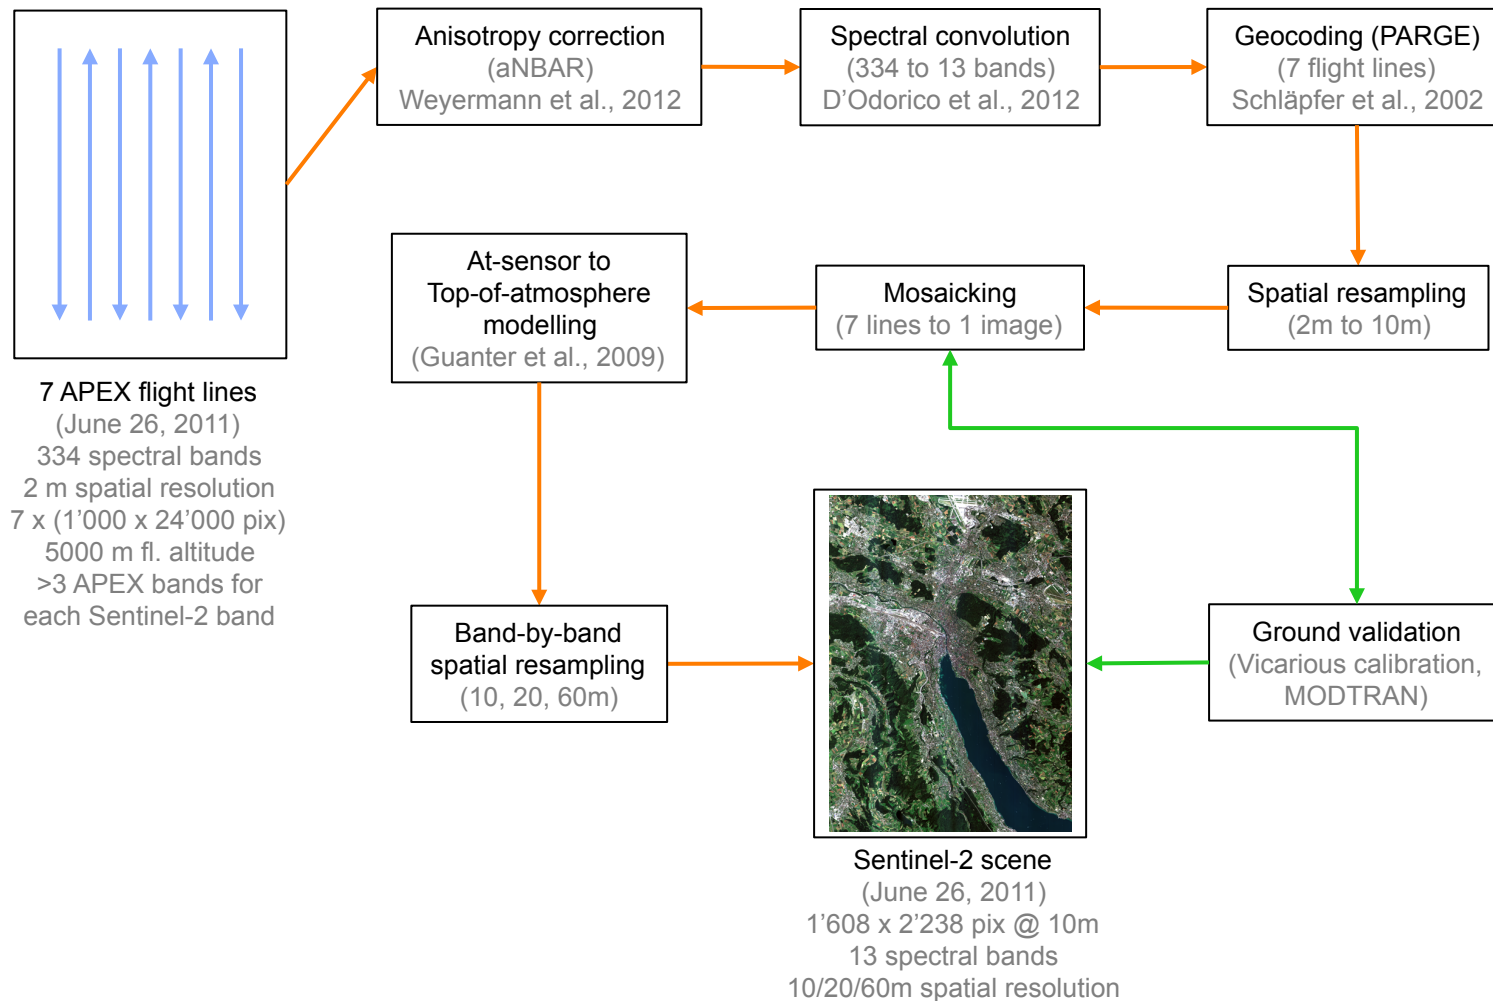 Anisotropy correction
(aNBAR)
Weyermann et al., 2012
Spectral convolution
(334 to 13 bands)
D’Odorico et al., 2012
Geocoding (PARGE)
(7 flight lines)
Schläpfer et al., 2002
At-sensor to
Top-of-atmosphere
modelling
(Guanter et al., 2009)
Mosaicking
(7 lines to 1 image)
Spatial resampling
(2m to 10m)
7 APEX flight lines
(June 26, 2011)
334 spectral bands
2 m spatial resolution
7 x (1’000 x 24’000 pix)
5000 m fl. altitude
>3 APEX bands for
each Sentinel-2 band
Band-by-band
spatial resampling
(10, 20, 60m)
Ground validation
(Vicarious calibration,
MODTRAN)
Sentinel-2 scene
(June 26, 2011)
1’608 x 2’238 pix @ 10m
13 spectral bands
10/20/60m spatial resolution